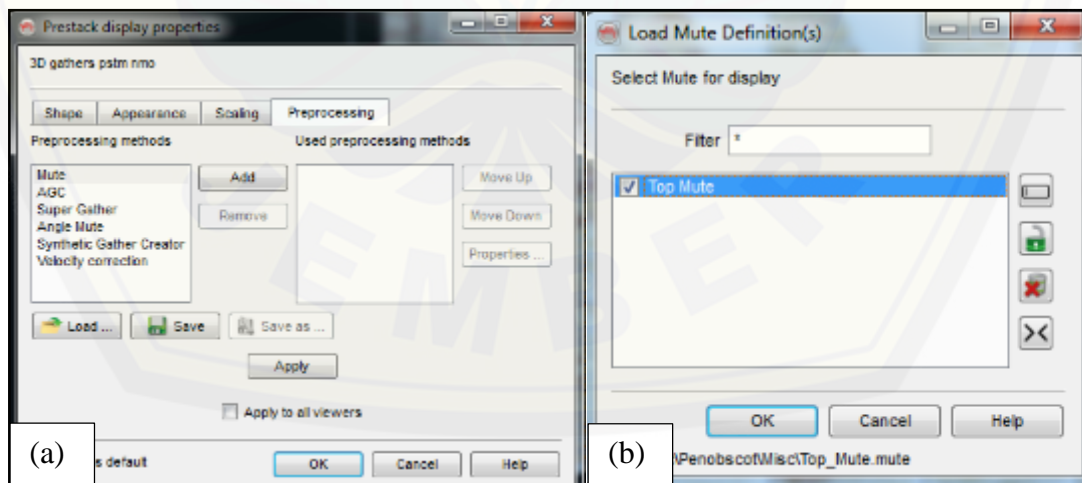 Prestack display properties
3D gathers pstm nmo
Shape Appearance Scaling Preprocessing
Preprocessing methods Used preprocessing methods
Mute
AGC
Super Gather
Angle Mute
Synthetic Gather Creator
Velocity correction
Add
Remove
Move Up
Move Down
Properties ...
Load ... Save Save as ...
Apply
Apply to all viewers
s default
OK Cancel Help
(a)
Load Mute Definition(s)
Select Mute for display
Filter *
Top Mute
OK Cancel Help
\Penobscot\Misc\Top_Mute.mute
(b)
EMBER